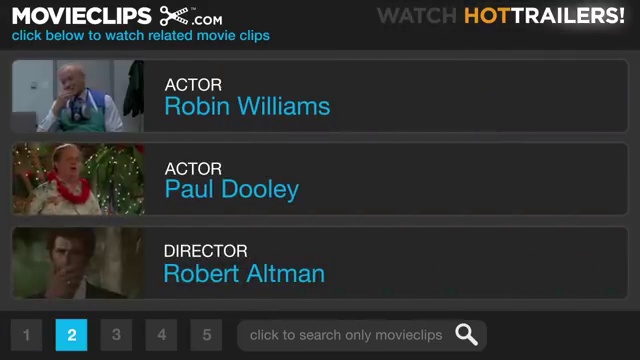 MOVIECLIPS .COM
WATCH HOTTRAILERS!
click below to watch related movie clips
ACTOR
Robin Williams
ACTOR
Paul Dooley
DIRECTOR
Robert Altman
1 2 3 4 5
click to search only movieclips